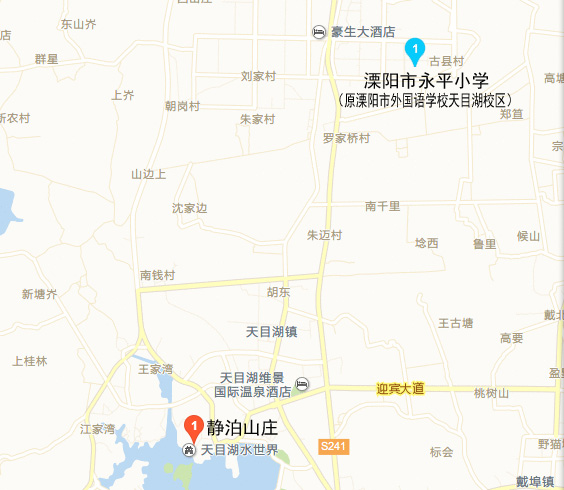 东山岕
店
豪生大酒店
群星
1
古县村
刘家村
高塘
溧阳市永平小学
（原溧阳市外国语学校天目湖校区）
上岕
朝岗村
新农村
朱家村
郑笪
罗家桥村
宗
山边上
沈家边
南千里
朱迈村
埝西
鲁里
候山
南钱村
新塘岕
胡东
天目湖镇
王古塘
戴北
高要
上桂林
王家湾
天目湖维景
国际温泉酒店
盈
迎宾大道
桃树山
江家湾
1
静泊山庄
天目湖水世界
S241
标会
野猫
戴埠镇